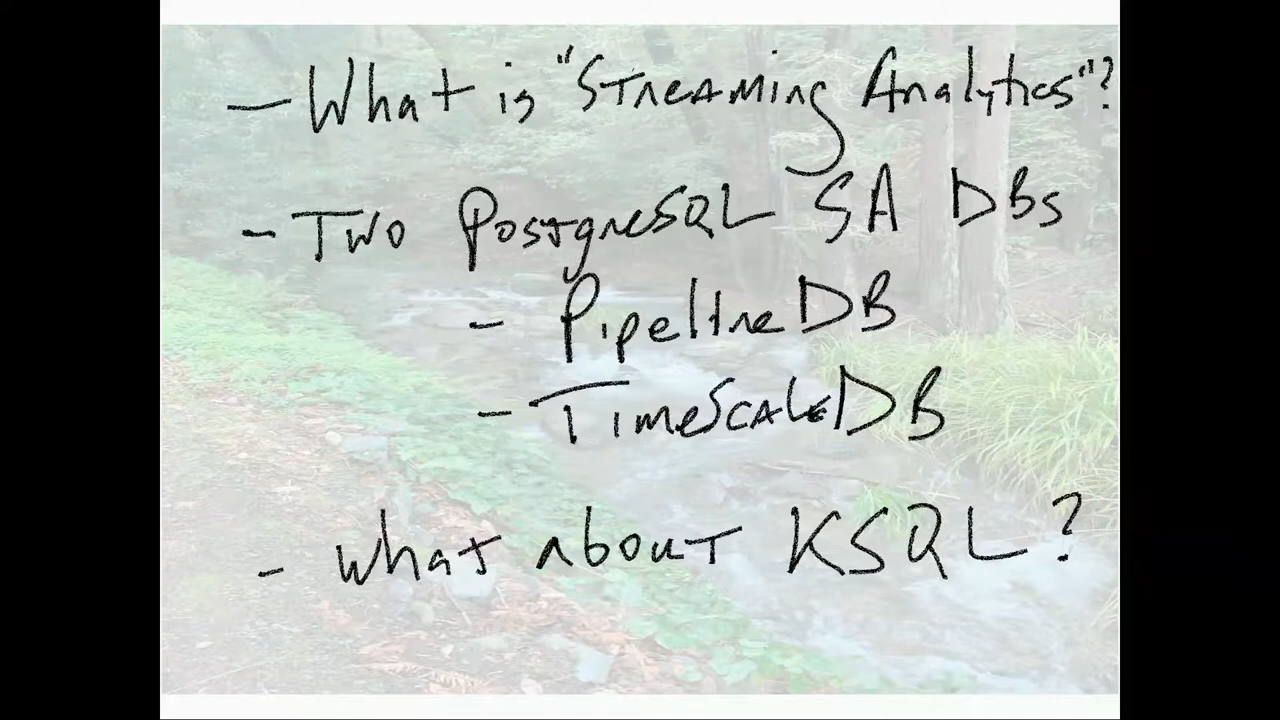 - What is "Streaming Analytics"?
- Two PostgreSQL SA DBs
- PipelineDB
- TimeScaleDB
- what about KSQL?